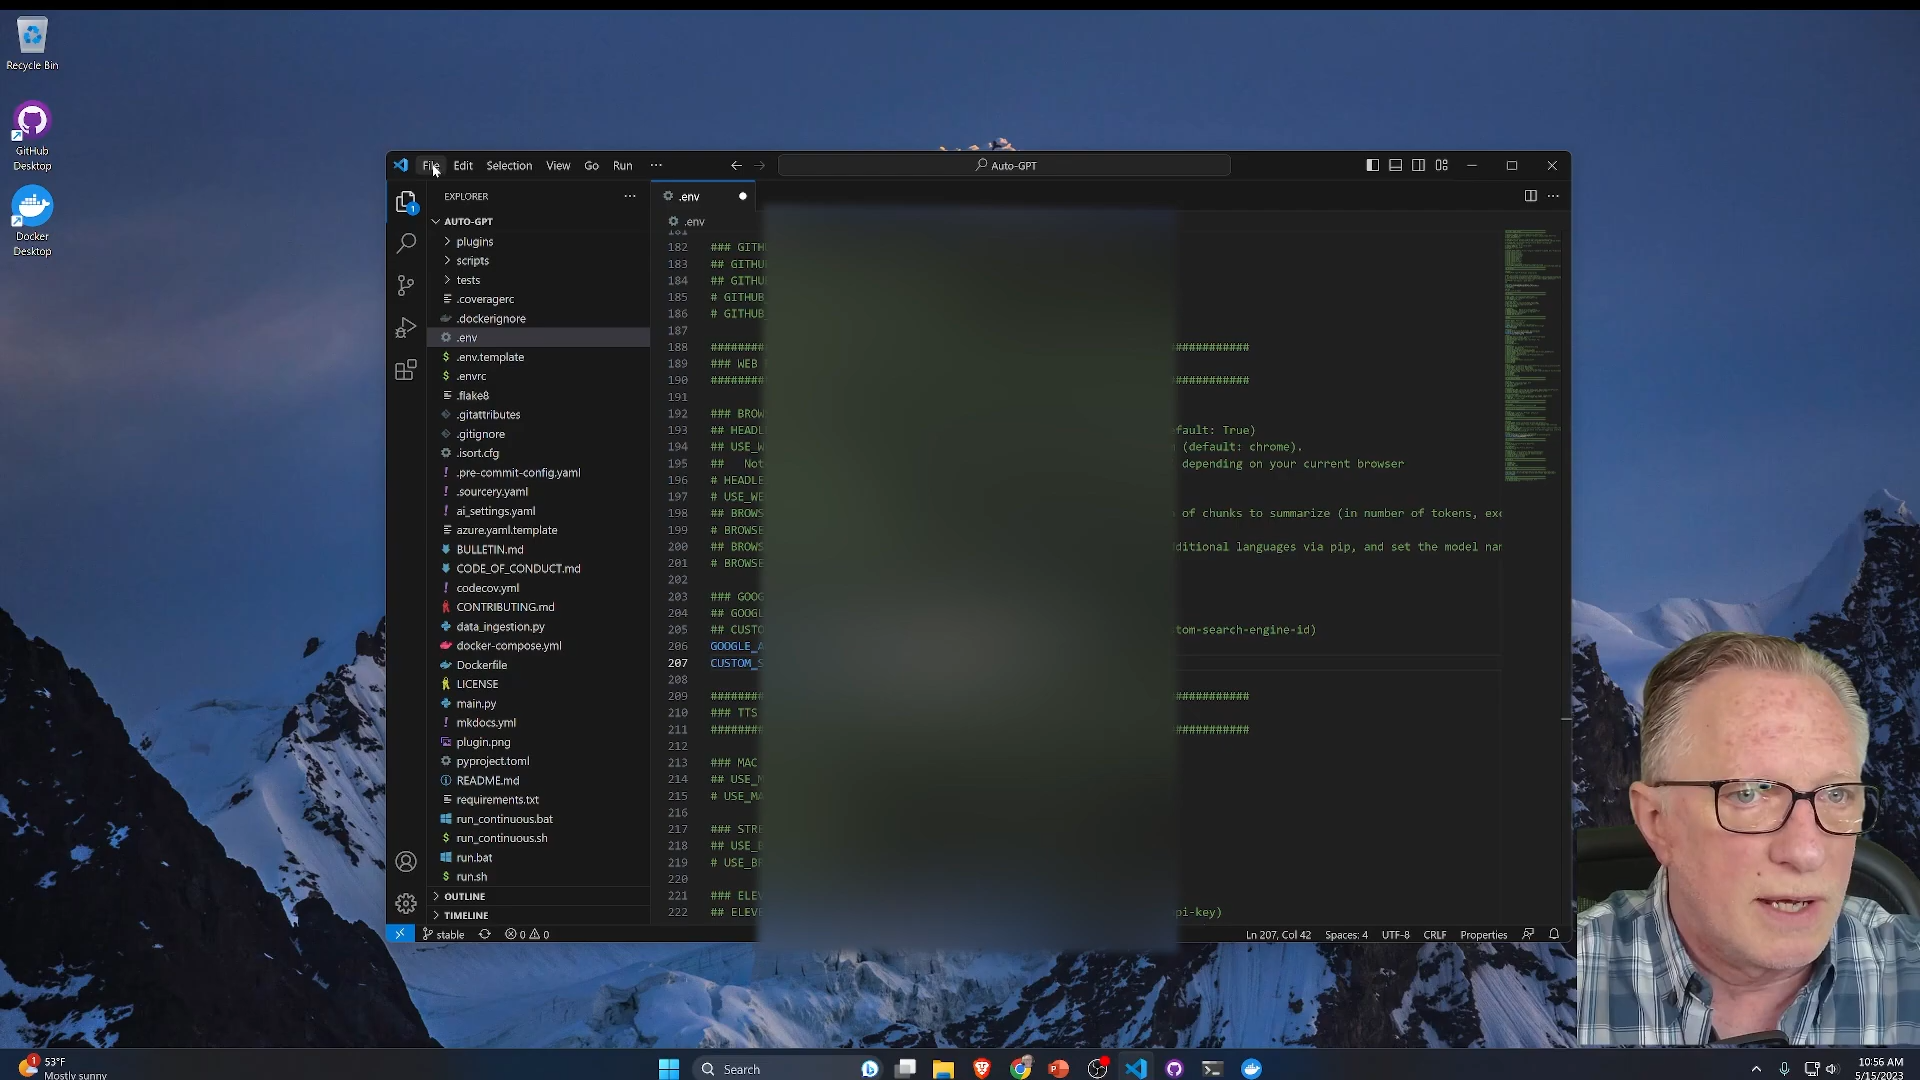 Recycle Bin
GitHub
Desktop
Docker
Desktop
File Edit Selection View Go Run ···
Auto-GPT
EXPLORER
AUTO-GPT
plugins
scripts
tests
.coveragerc
.dockerignore
.env
.env.template
.envrc
.flake8
.gitattributes
.gitignore
.isort.cfg
.pre-commit-config.yaml
.sourcery.yaml
ai_settings.yaml
azure.yaml.template
BULLETIN.md
CODE_OF_CONDUCT.md
codecov.yml
CONTRIBUTING.md
data_ingestion.py
docker-compose.yml
Dockerfile
LICENSE
main.py
mkdocs.yml
plugin.png
pyproject.toml
README.md
requirements.txt
run_continuous.bat
run_continuous.sh
run.bat
run.sh
OUTLINE
TIMELINE
.env
.env
181
182 ### GITH
183 ## GITHU
184 ## GITHU
185 # GITHUB
186 # GITHUB
187
188 ######## ###########
189 ### WEB
190 ######## ###########
191
192 ### BROW
193 ## HEADL efault: True)
194 ## USE_W (default: chrome).
195 ## Not depending on your current browser
196 # HEADLE
197 # USE_WE
198 ## BROWS of chunks to summarize (in number of tokens, exc
199 # BROWSE
200 ## BROWS ditional languages via pip, and set the model nam
201 # BROWSE
202
203 ### GOOG
204 ## GOOGL
205 ## CUSTO tom-search-engine-id)
206 GOOGLE_A
207 CUSTOM_S
208
209 ######## ###########
210 ### TTS
211 ######## ###########
212
213 ### MAC
214 ## USE_M
215 # USE_MA
216
217 ### STRE
218 ## USE_B
219 # USE_BR
220
221 ### ELEV
222 ## ELEVE pi-key)
stable 0 0 Ln 207, Col 42 Spaces: 4 UTF-8 CRLF Properties
1
53°F
Mostly sunny
Search
10:56 AM
5/15/2023